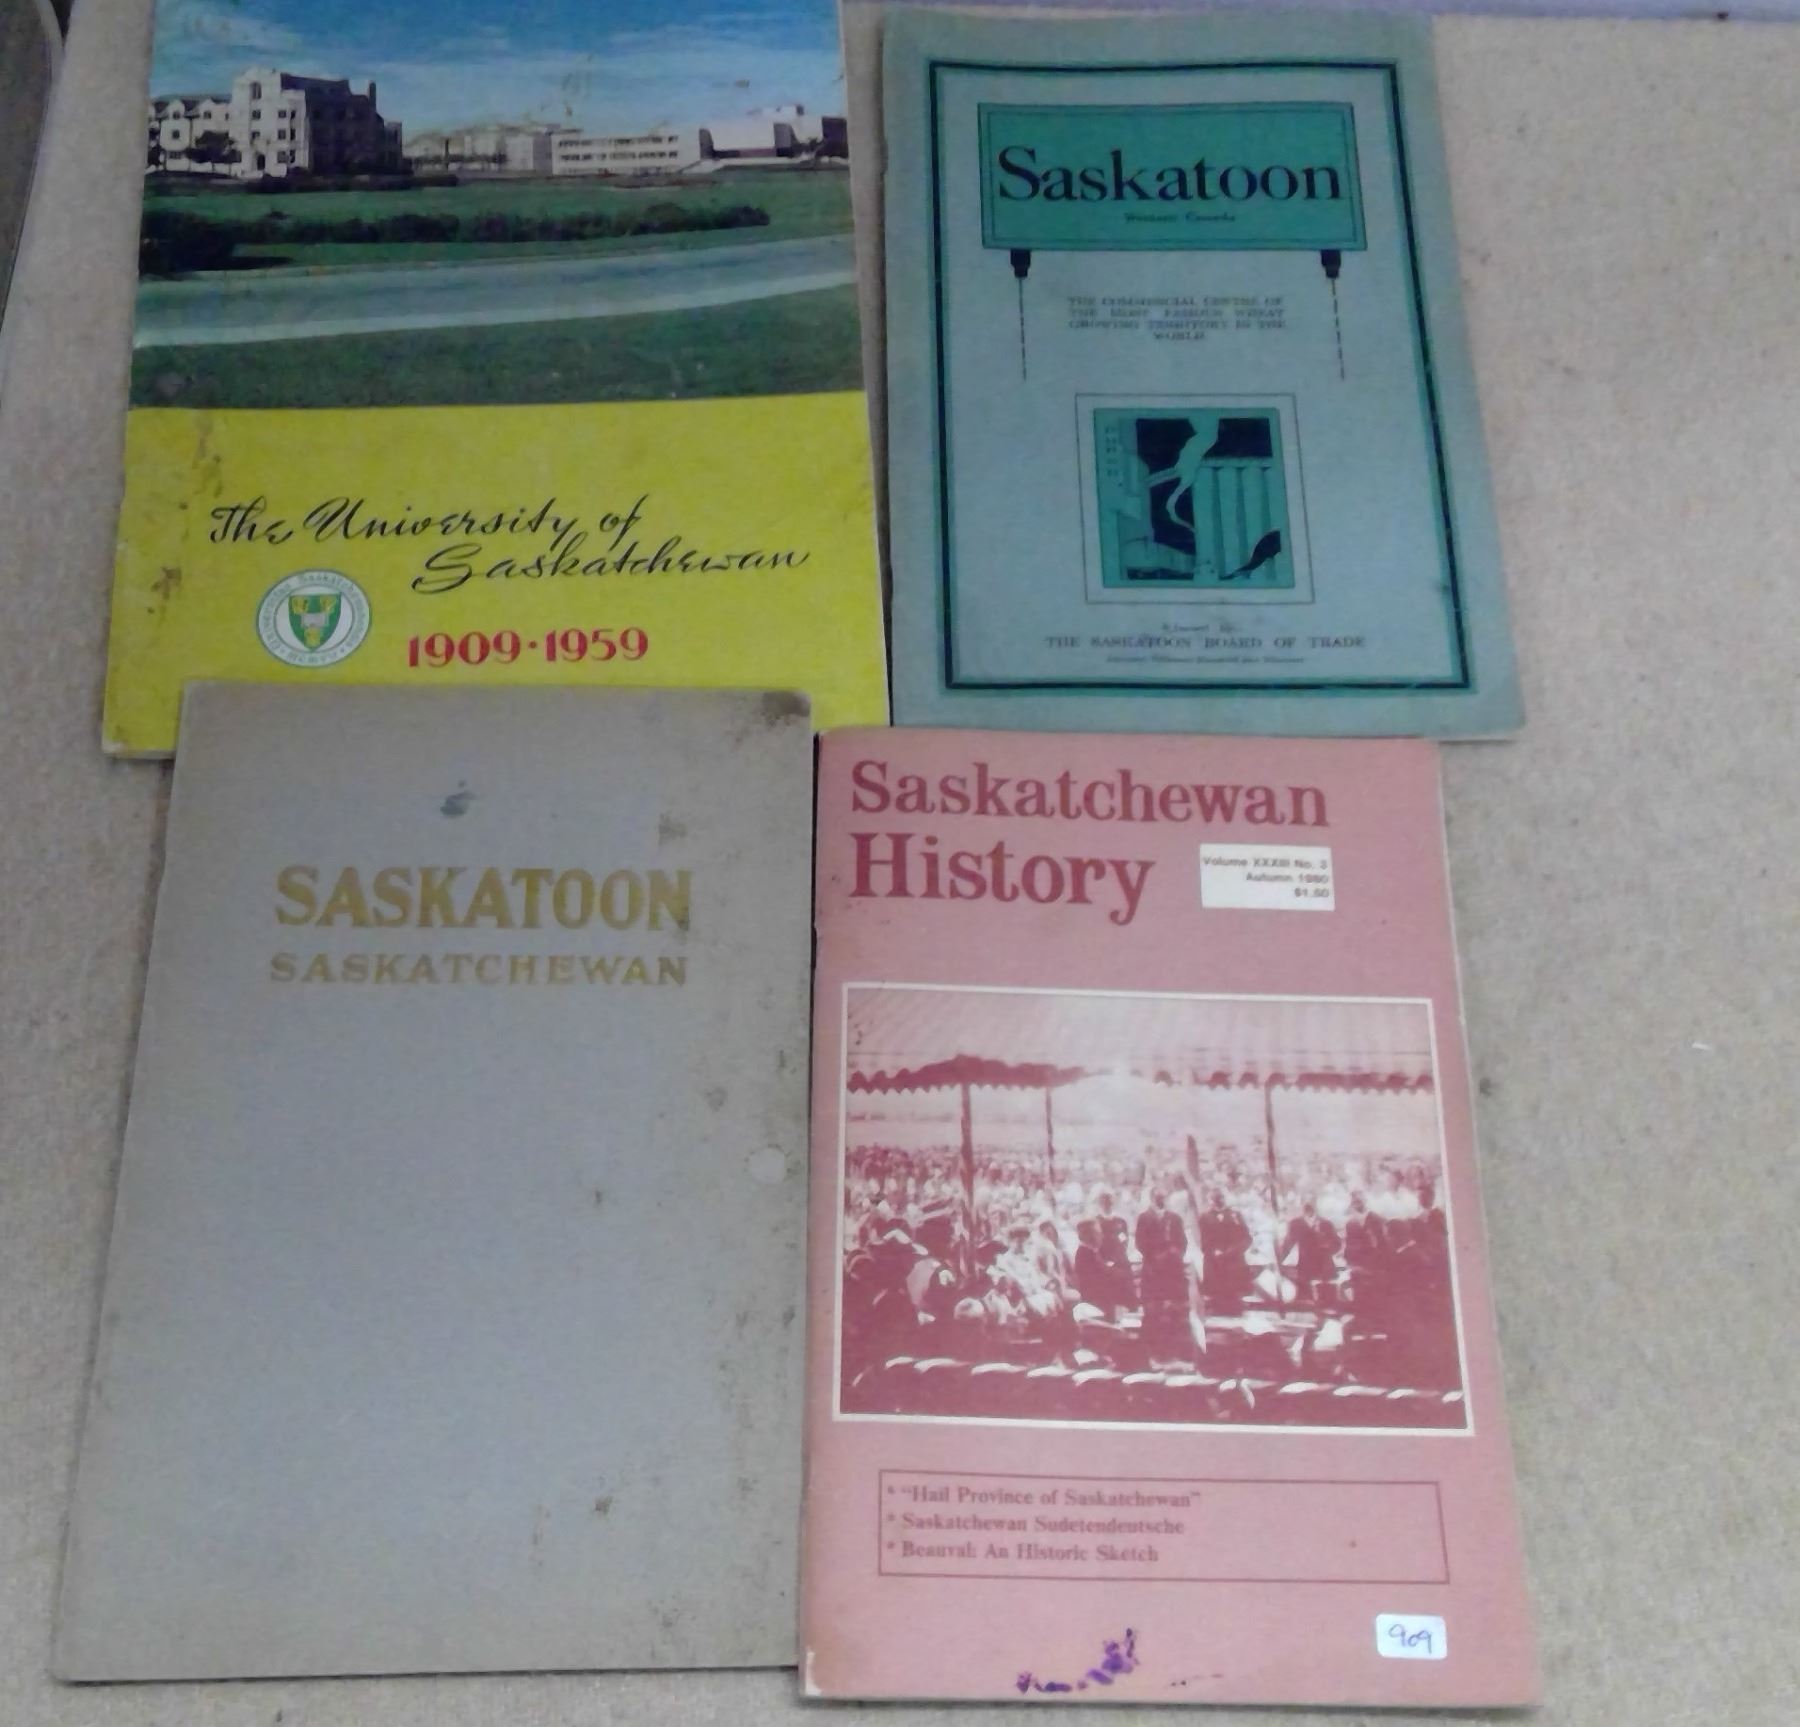 The University of
Saskatchewan
1909·1959
Saskatoon
Western Canada
THE COMMERCIAL CENTRE OF
THE MOST FAMOUS WHEAT
GROWING TERRITORY IN THE
WORLD
THE SASKATOON BOARD OF TRADE
SASKATOON
SASKATCHEWAN
Saskatchewan
History
Volume XXXIII No. 3
Autumn 1980
$1.50
* "Hail Province of Saskatchewan"
* Saskatchewan Sudetendeutsche
* Beauval: An Historic Sketch
909